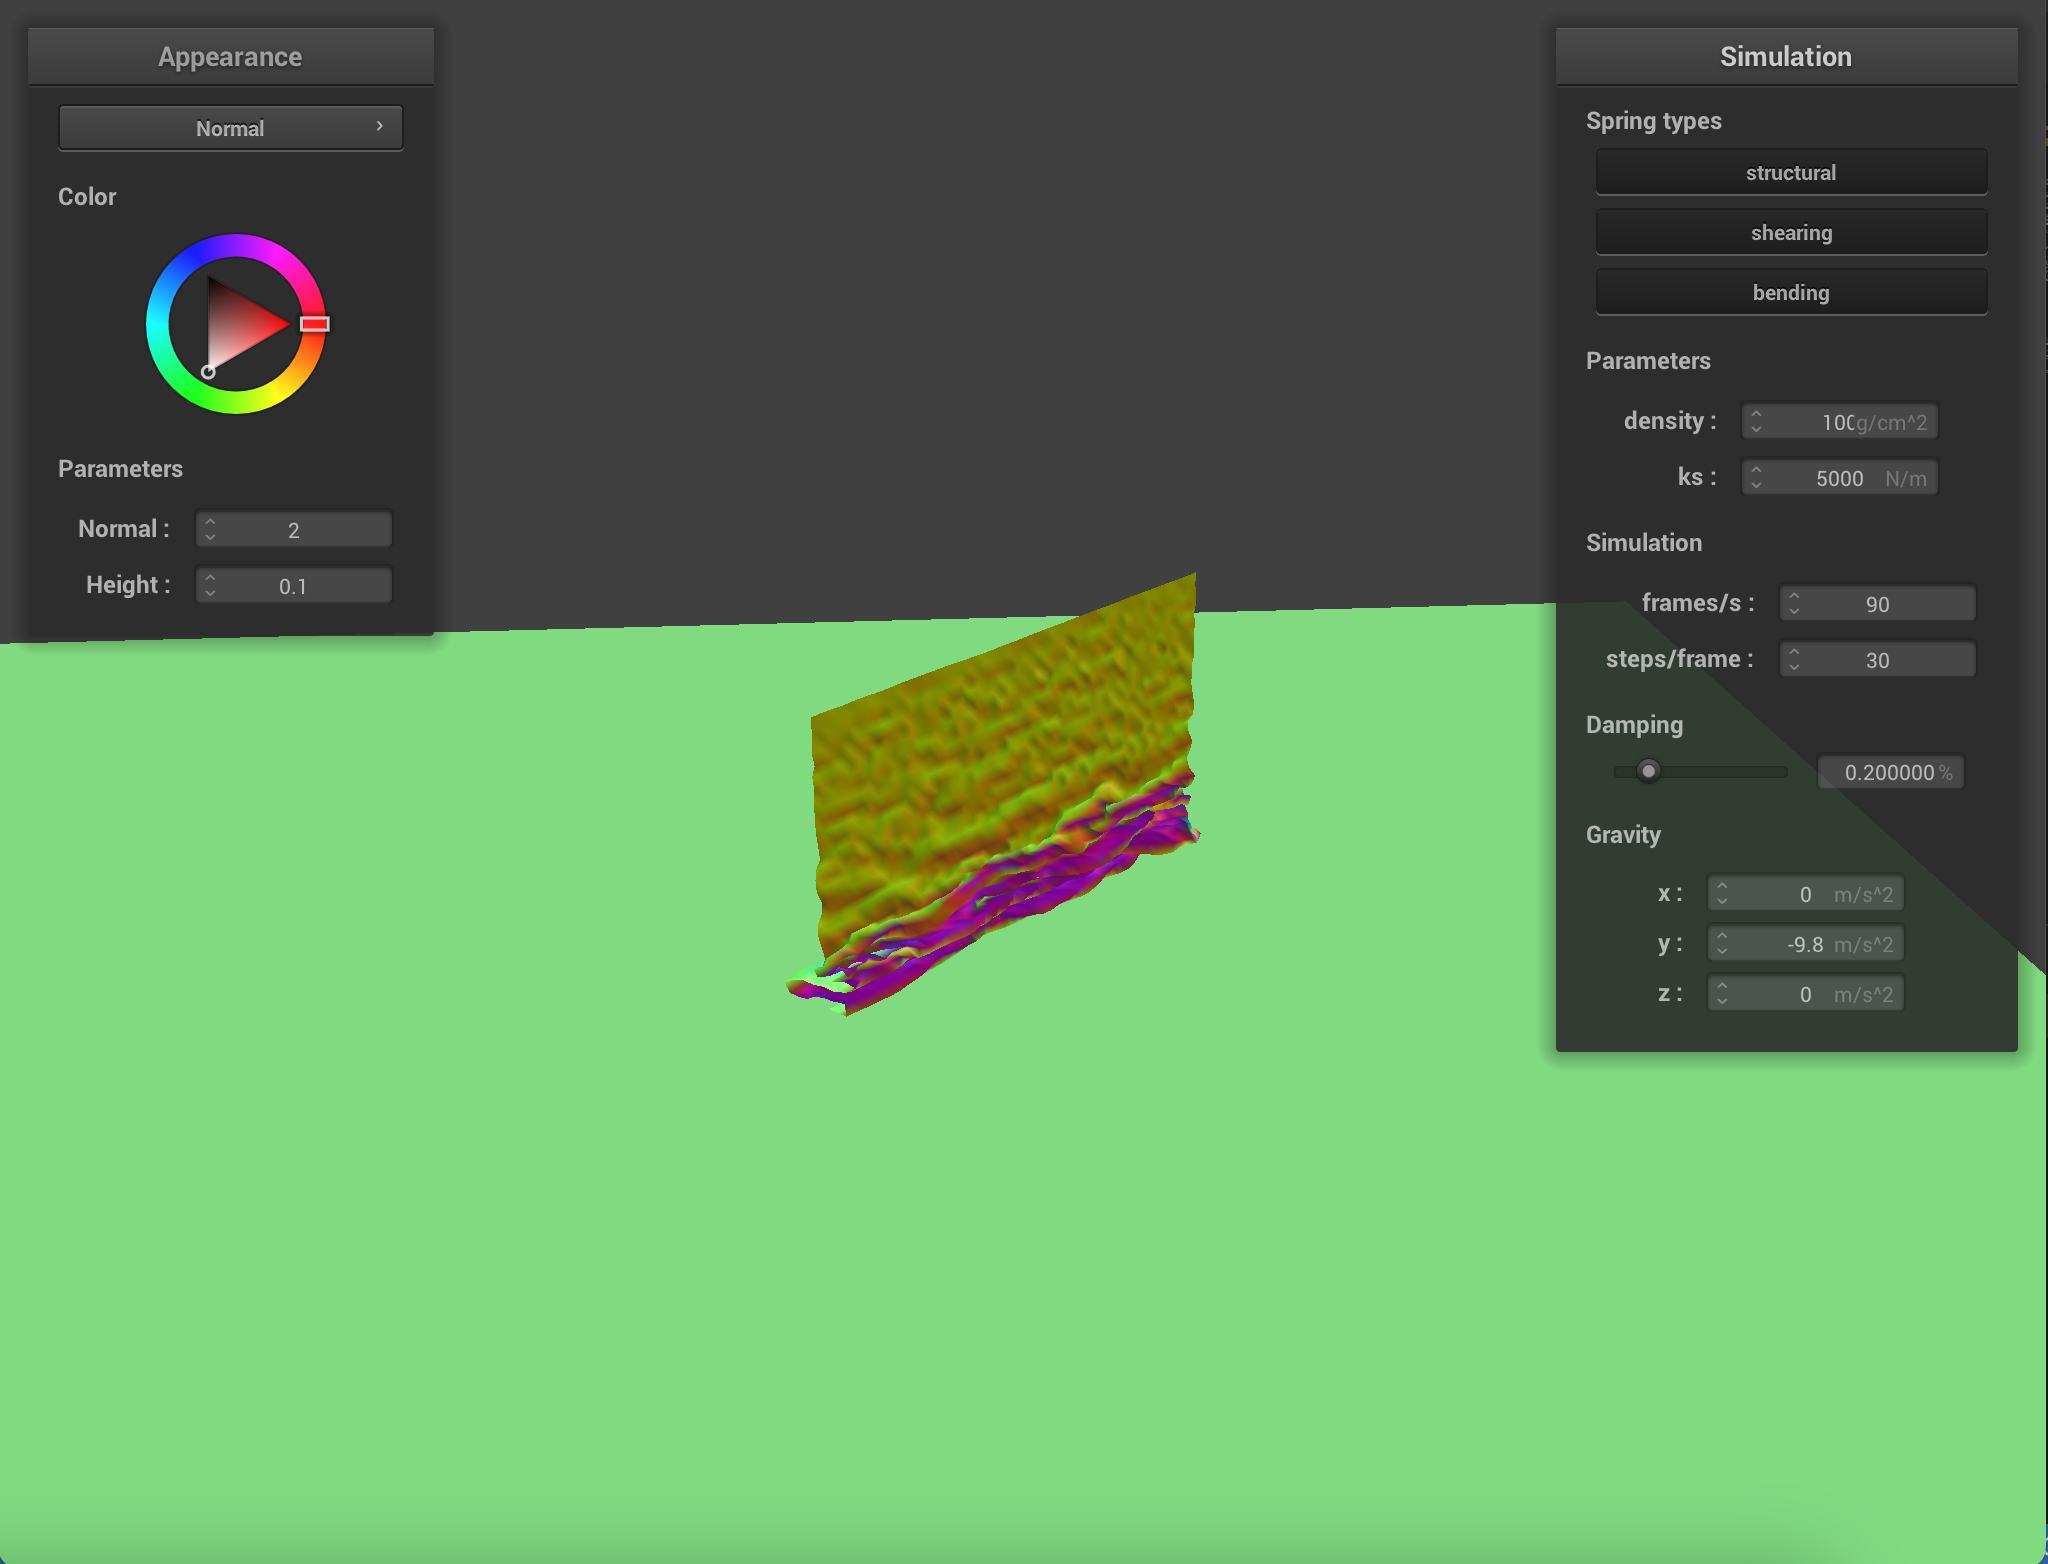 Appearance
Normal
Color
Parameters
Normal : 2
Height : 0.1
Simulation
Spring types
structural
shearing
bending
Parameters
density : 100 g/cm^2
ks : 5000 N/m
Simulation
frames/s : 90
steps/frame : 30
Damping
0.200000 %
Gravity
x : 0 m/s^2
y : -9.8 m/s^2
z : 0 m/s^2